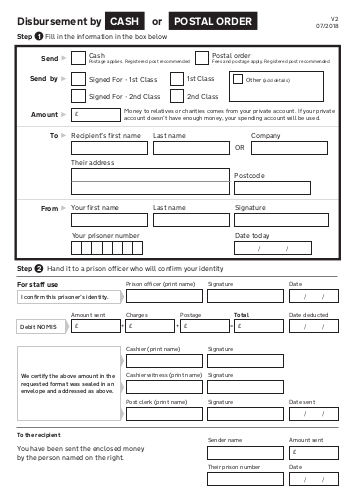 Disbursement by CASH or POSTAL ORDER
V2
07/2018
Step 1 Fill in the information in the box below
Send
Cash
Postage applies. Registered post recommended
Postal order
Fees and postage apply. Registered post recommended
Send by
Signed For - 1st Class
1st Class
Other (add details)
Signed For - 2nd Class
2nd Class
Amount
£
Money to relatives or charities comes from your private account. If your private
account doesn't have enough money, your spending account will be used.
To
Recipient's first name
Last name
Company
OR
Their address
Postcode
From
Your first name
Last name
Signature
Your prisoner number
Date today
/ /
Step 2 Hand it to a prison officer who will confirm your identity
For staff use
Prison officer (print name)
Signature
Date
I confirm this prisoner's identity.
/ /
Amount sent
Charges
Postage
Total
Date deducted
Debit NOMIS
£ + £ + £ = £
/ /
Cashier (print name)
Signature
We certify the above amount in the
requested format was sealed in an
envelope and addressed as above.
Cashier witness (print name)
Signature
Post clerk (print name)
Signature
Date sent
/ /
To the recipient
You have been sent the enclosed money
by the person named on the right.
Sender name
Amount sent
£
Their prison number
Date